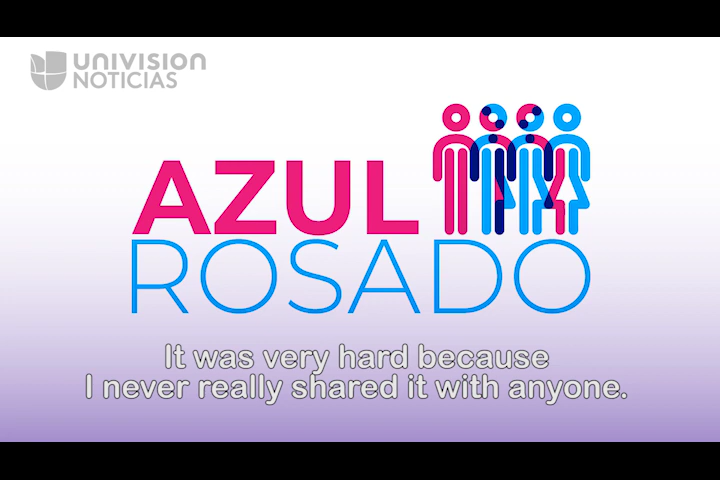 UNIVISION
NOTICIAS
AZUL
ROSADO
It was very hard because
I never really shared it with anyone.